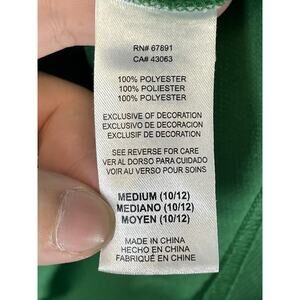 RN# 67891
CA# 43063
100% POLYESTER
100% POLIESTER
100% POLYESTER
EXCLUSIVE OF DECORATION
EXCLUSIVO DE DECORACION
EXCLUSIF DE DECORATION
SEE REVERSE FOR CARE
VER AL DORSO PARA CUIDADO
VOIR AU VERSO POUR SOINS
MEDIUM (10/12)
MEDIANO (10/12)
MOYEN (10/12)
MADE IN CHINA
HECHO EN CHINA
FABRIQUÉ EN CHINE